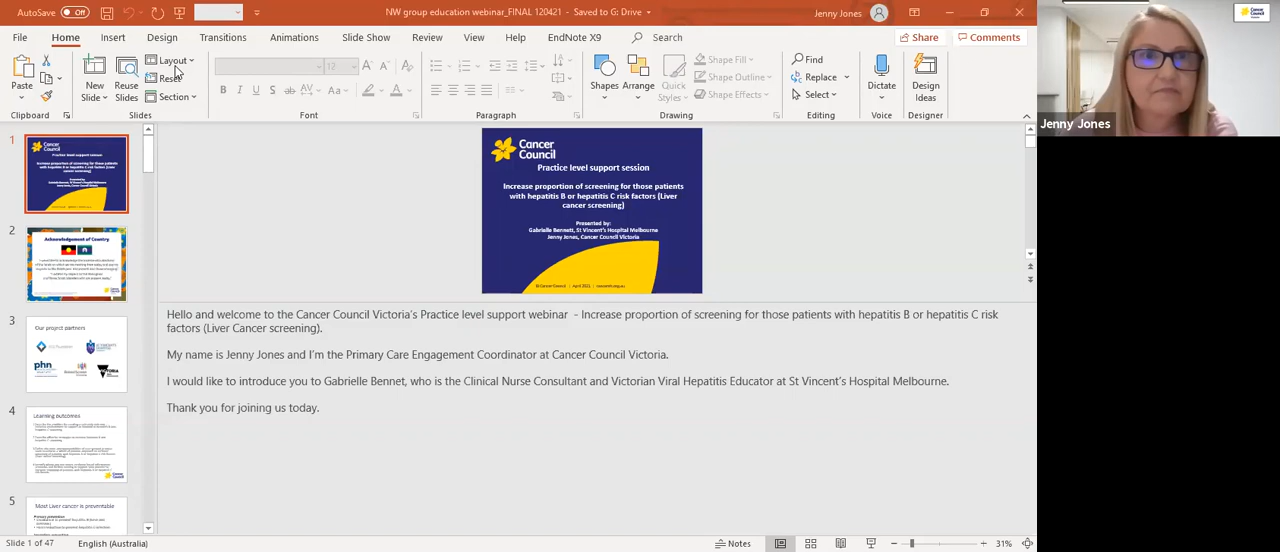 AutoSave Off NW group education webinar_FINAL 120421 - Saved to G: Drive Jenny Jones
File Home Insert Design Transitions Animations Slide Show Review View Help EndNote X9 Search Share Comments
Paste New Slide Reuse Slides Layout Reset Section 12 Shapes Arrange Quick Styles Shape Fill Shape Outline Shape Effects Find Replace Select Dictate Design Ideas
Clipboard Slides Font Paragraph Drawing Editing Voice Designer
Jenny Jones
1
2
Acknowledgement of Country
3
Our project partners
phn
4
Learning outcomes
5
Most Liver cancer is preventable
Cancer
Council
Practice level support session
Increase proportion of screening for those patients
with hepatitis B or hepatitis C risk factors (Liver
cancer screening)
Presented by:
Gabrielle Bennett, St Vincent's Hospital Melbourne
Jenny Jones, Cancer Council Victoria
Hello and welcome to the Cancer Council Victoria's Practice level support webinar - Increase proportion of screening for those patients with hepatitis B or hepatitis C risk
factors (Liver Cancer screening).
My name is Jenny Jones and I'm the Primary Care Engagement Coordinator at Cancer Council Victoria.
I would like to introduce you to Gabrielle Bennet, who is the Clinical Nurse Consultant and Victorian Viral Hepatitis Educator at St Vincent's Hospital Melbourne.
Thank you for joining us today.
Slide 1 of 47 English (Australia) Notes 31%